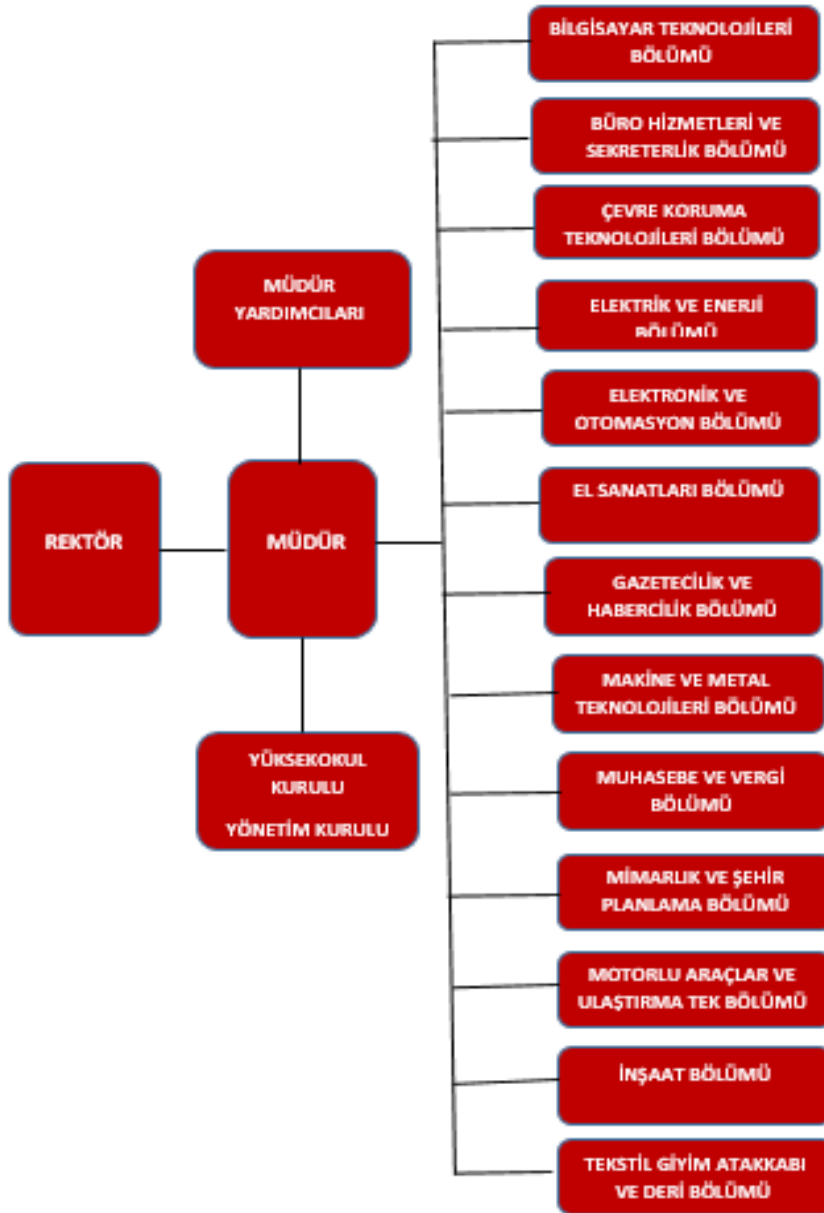 BİLGİSAYAR TEKNOLOJİLERİ
BÖLÜMÜ
BÜRO HİZMETLERİ VE
SEKRETERLİK BÖLÜMÜ
ÇEVRE KORUMA
TEKNOLOJİLERİ BÖLÜMÜ
MÜDÜR
YARDIMCILARI
ELEKTRİK VE ENERJİ
BÖLÜMÜ
ELEKTRONİK VE
OTOMASYON BÖLÜMÜ
REKTÖR
MÜDÜR
EL SANATLARI BÖLÜMÜ
GAZETECİLİK VE
HABERCİLİK BÖLÜMÜ
MAKİNE VE METAL
TEKNOLOJİLERİ BÖLÜMÜ
YÜKSEKOKUL
KURULU
YÖNETİM KURULU
MUHASEBE VE VERGİ
BÖLÜMÜ
MİMARLIK VE ŞEHİR
PLANLAMA BÖLÜMÜ
MOTORLU ARAÇLAR VE
ULAŞTIRMA TEK BÖLÜMÜ
İNŞAAT BÖLÜMÜ
TEKSTİL GİYİM ATAKKABI
VE DERİ BÖLÜMÜ